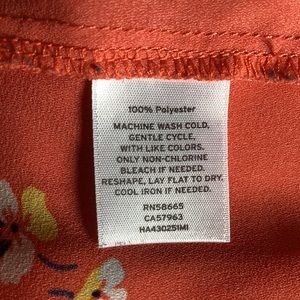 100% Polyester
MACHINE WASH COLD,
GENTLE CYCLE,
WITH LIKE COLORS.
ONLY NON-CHLORINE
BLEACH IF NEEDED.
RESHAPE, LAY FLAT TO DRY.
COOL IRON IF NEEDED.
RN58665
CA57963
HA430251MI